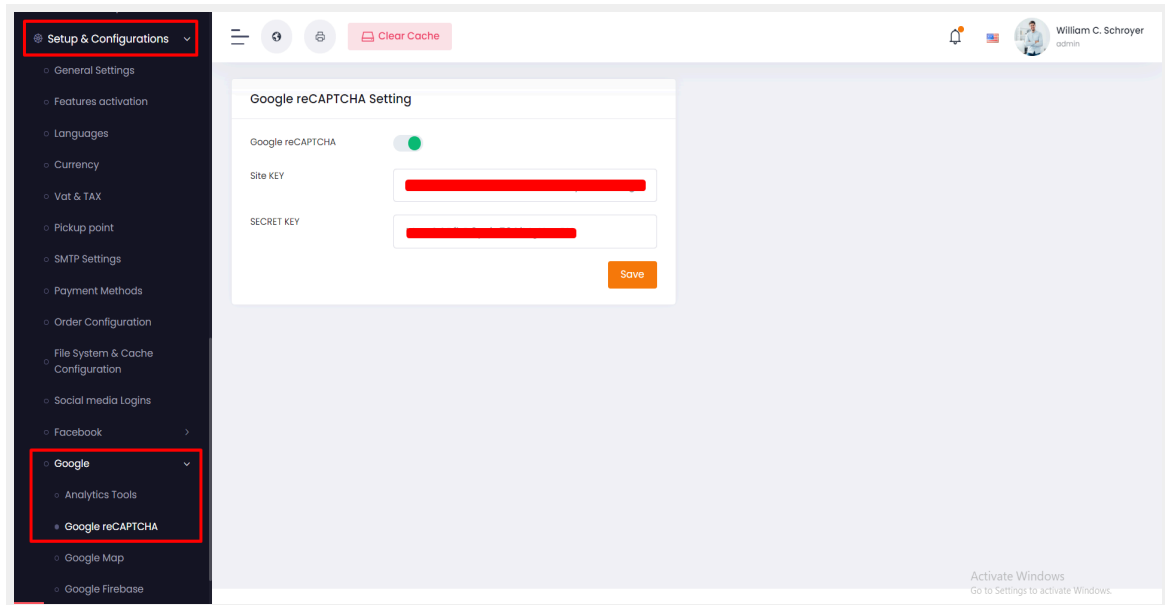 Setup & Configurations
General Settings
Features activation
Languages
Currency
Vat & TAX
Pickup point
SMTP Settings
Payment Methods
Order Configuration
File System & Cache
Configuration
Social media Logins
Facebook
Google
Analytics Tools
Google reCAPTCHA
Google Map
Google Firebase
Clear Cache
William C. Schroyer
admin
Google reCAPTCHA Setting
Google reCAPTCHA
Site KEY
SECRET KEY
Save
Activate Windows
Go to Settings to activate Windows.